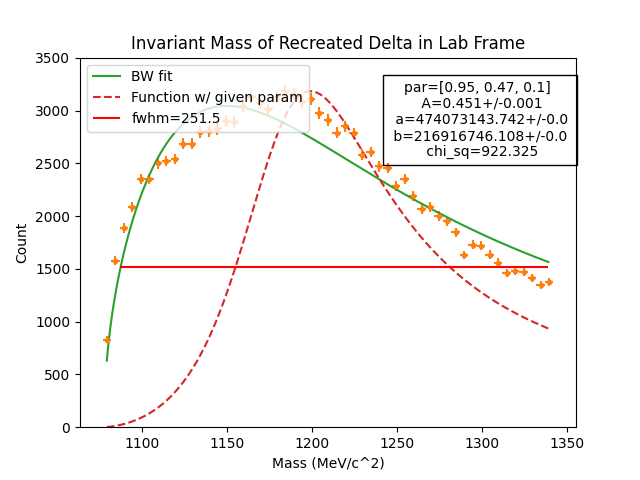 Invariant Mass of Recreated Delta in Lab Frame
BW fit
Function w/ given param
fwhm=251.5
par=[0.95, 0.47, 0.1]
A=0.451+/-0.001
a=474073143.742+/-0.0
b=216916746.108+/-0.0
chi_sq=922.325
Count
3500
3000
2500
2000
1500
1000
500
0
1100
1150
1200
1250
1300
1350
Mass (MeV/c^2)